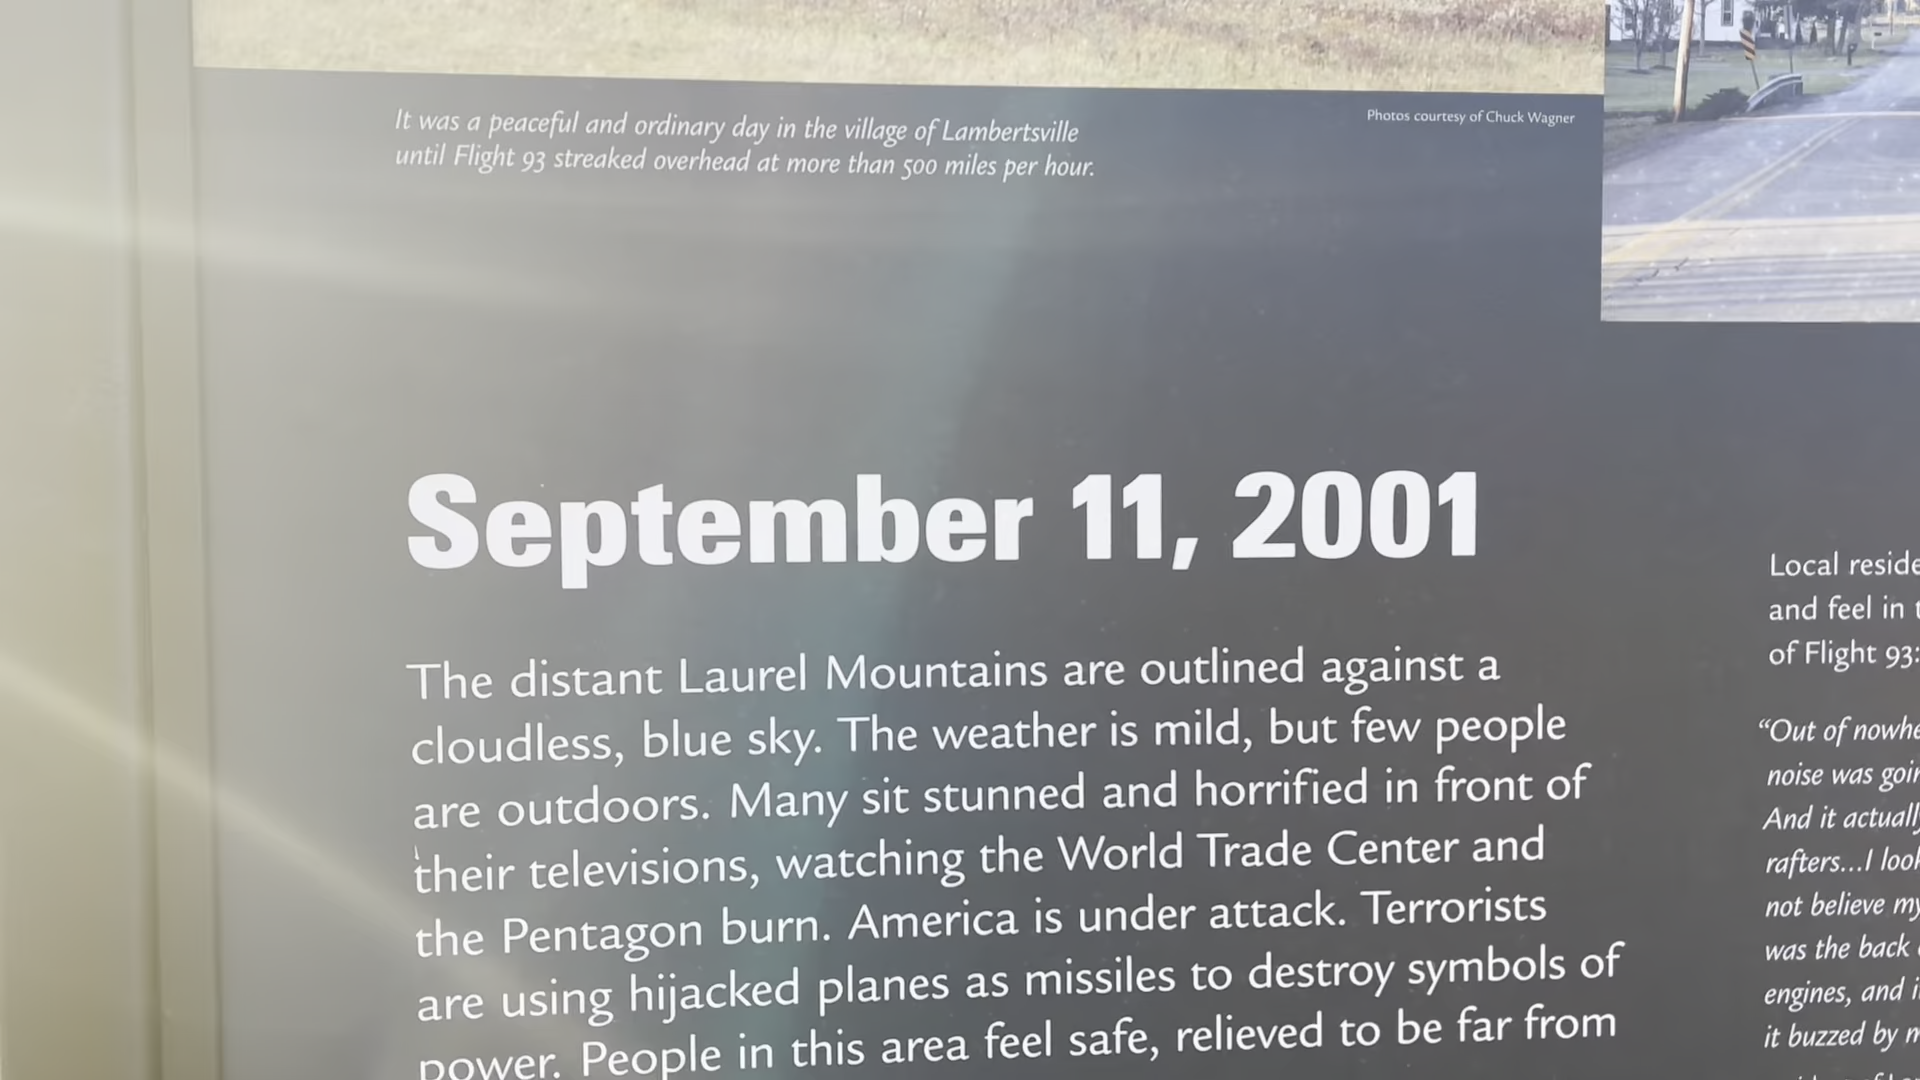 It was a peaceful and ordinary day in the village of Lambertsville
until Flight 93 streaked overhead at more than 500 miles per hour.
Photos courtesy of Chuck Wagner
September 11, 2001
The distant Laurel Mountains are outlined against a
cloudless, blue sky. The weather is mild, but few people
are outdoors. Many sit stunned and horrified in front of
their televisions, watching the World Trade Center and
the Pentagon burn. America is under attack. Terrorists
are using hijacked planes as missiles to destroy symbols of
power. People in this area feel safe, relieved to be far from
Local
and feel in
of Flight 93:
“Out of
noise was
And it
rafters...I
not believe
was the back
engines, and
it buzzed by